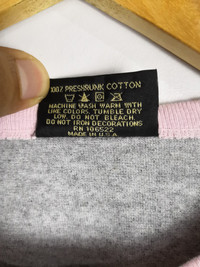 100% PRESHRUNK COTTON
MACHINE WASH WARM WITH
LIKE COLORS. TUMBLE DRY
LOW. DO NOT BLEACH.
DO NOT IRON DECORATIONS
RN 106522
MADE IN U.S.A.